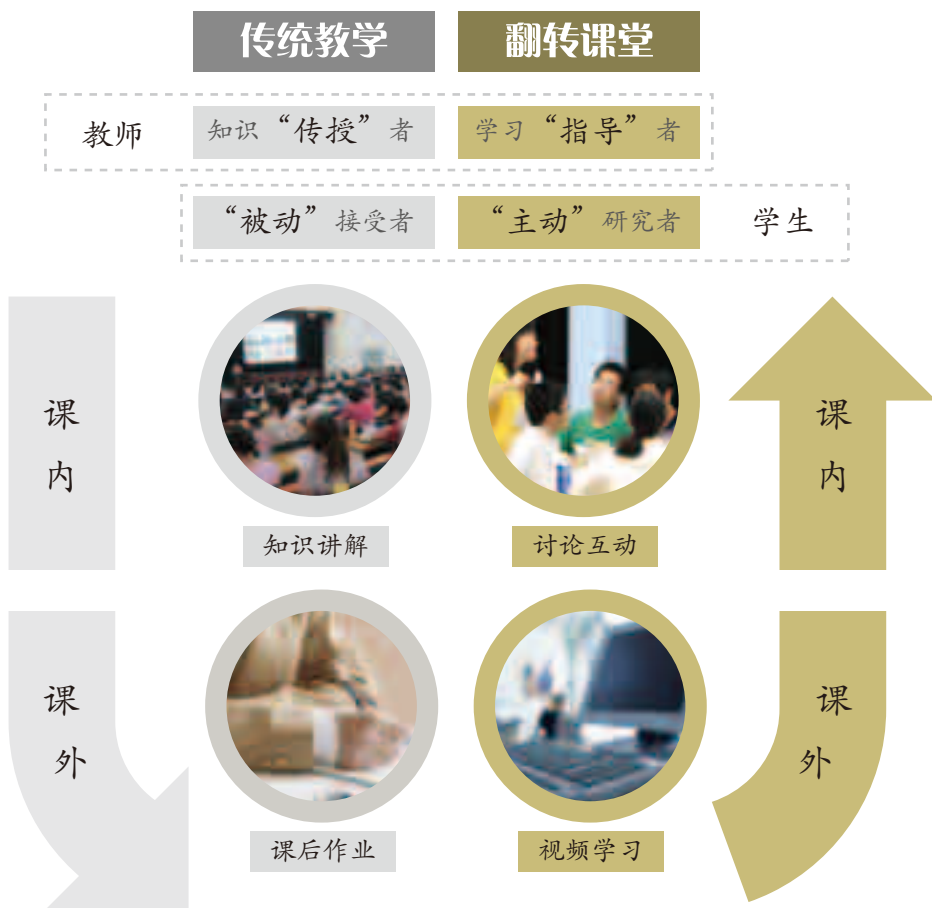 传统教学 翻转课堂
教师 知识“传授”者 学习“指导”者
“被动”接受者 “主动”研究者 学生
课内 课内
知识讲解 讨论互动
课外 课外
课后作业 视频学习